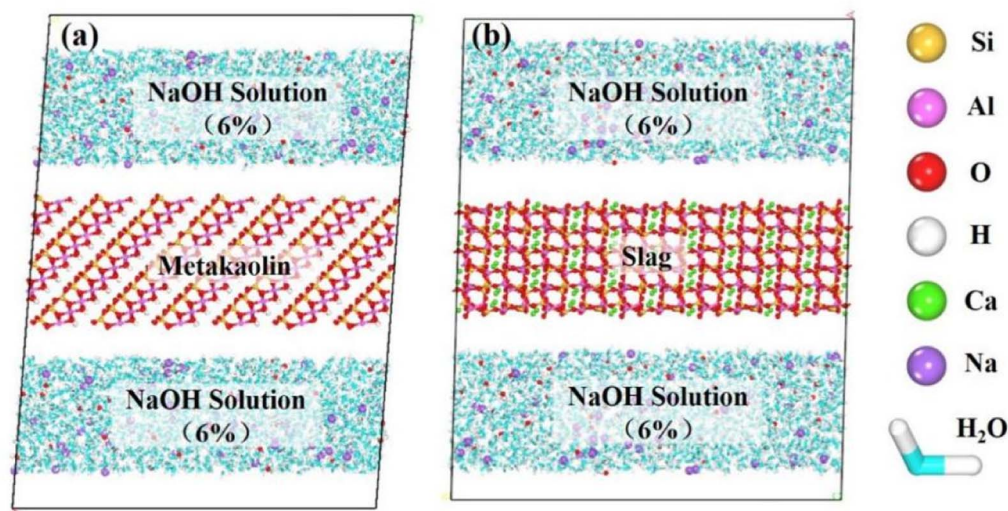 (a)
NaOH Solution
（6%）
Metakaolin
NaOH Solution
（6%）
(b)
NaOH Solution
（6%）
Slag
NaOH Solution
（6%）
Si
Al
O
H
Ca
Na
H₂O